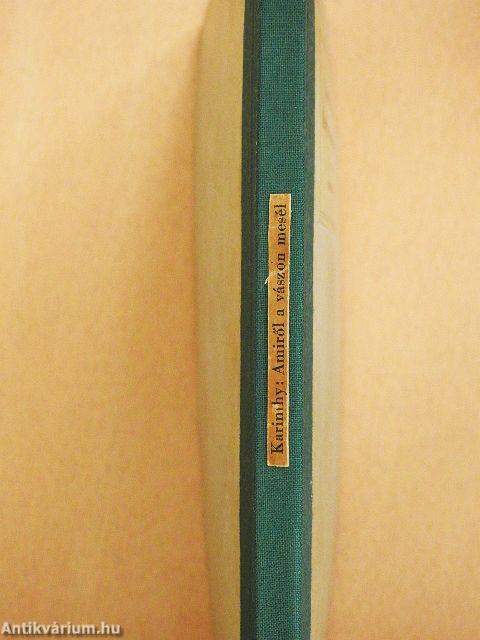 Karinthy: Amiről a vászon mesél
Antikvárium.hu